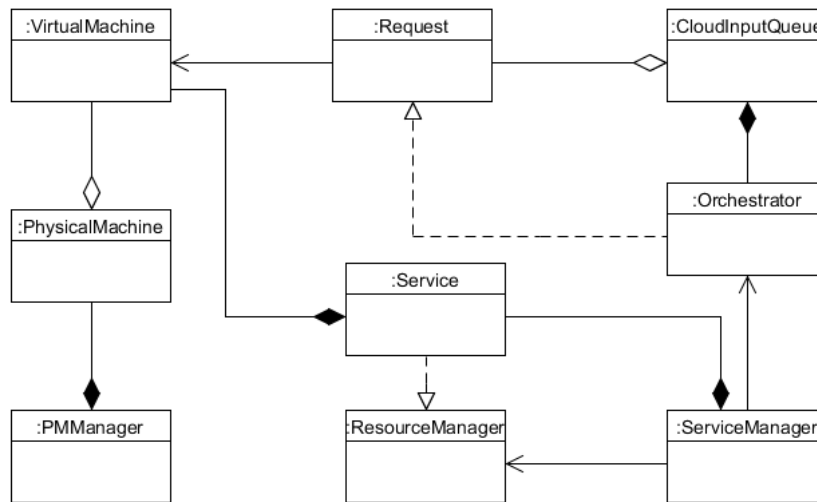 :VirtualMachine
:Request
:CloudInputQueue
:PhysicalMachine
:Orchestrator
:Service
:PMManager
:ResourceManager
:ServiceManager